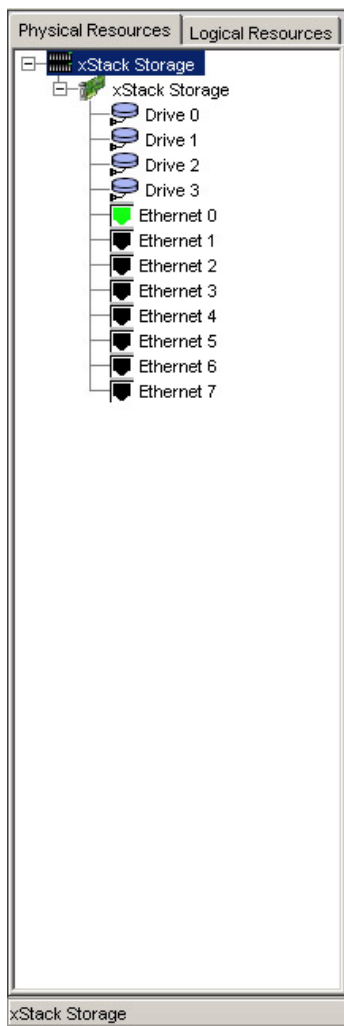 Physical Resources Logical Resources
xStack Storage
xStack Storage
Drive 0
Drive 1
Drive 2
Drive 3
Ethernet 0
Ethernet 1
Ethernet 2
Ethernet 3
Ethernet 4
Ethernet 5
Ethernet 6
Ethernet 7
xStack Storage